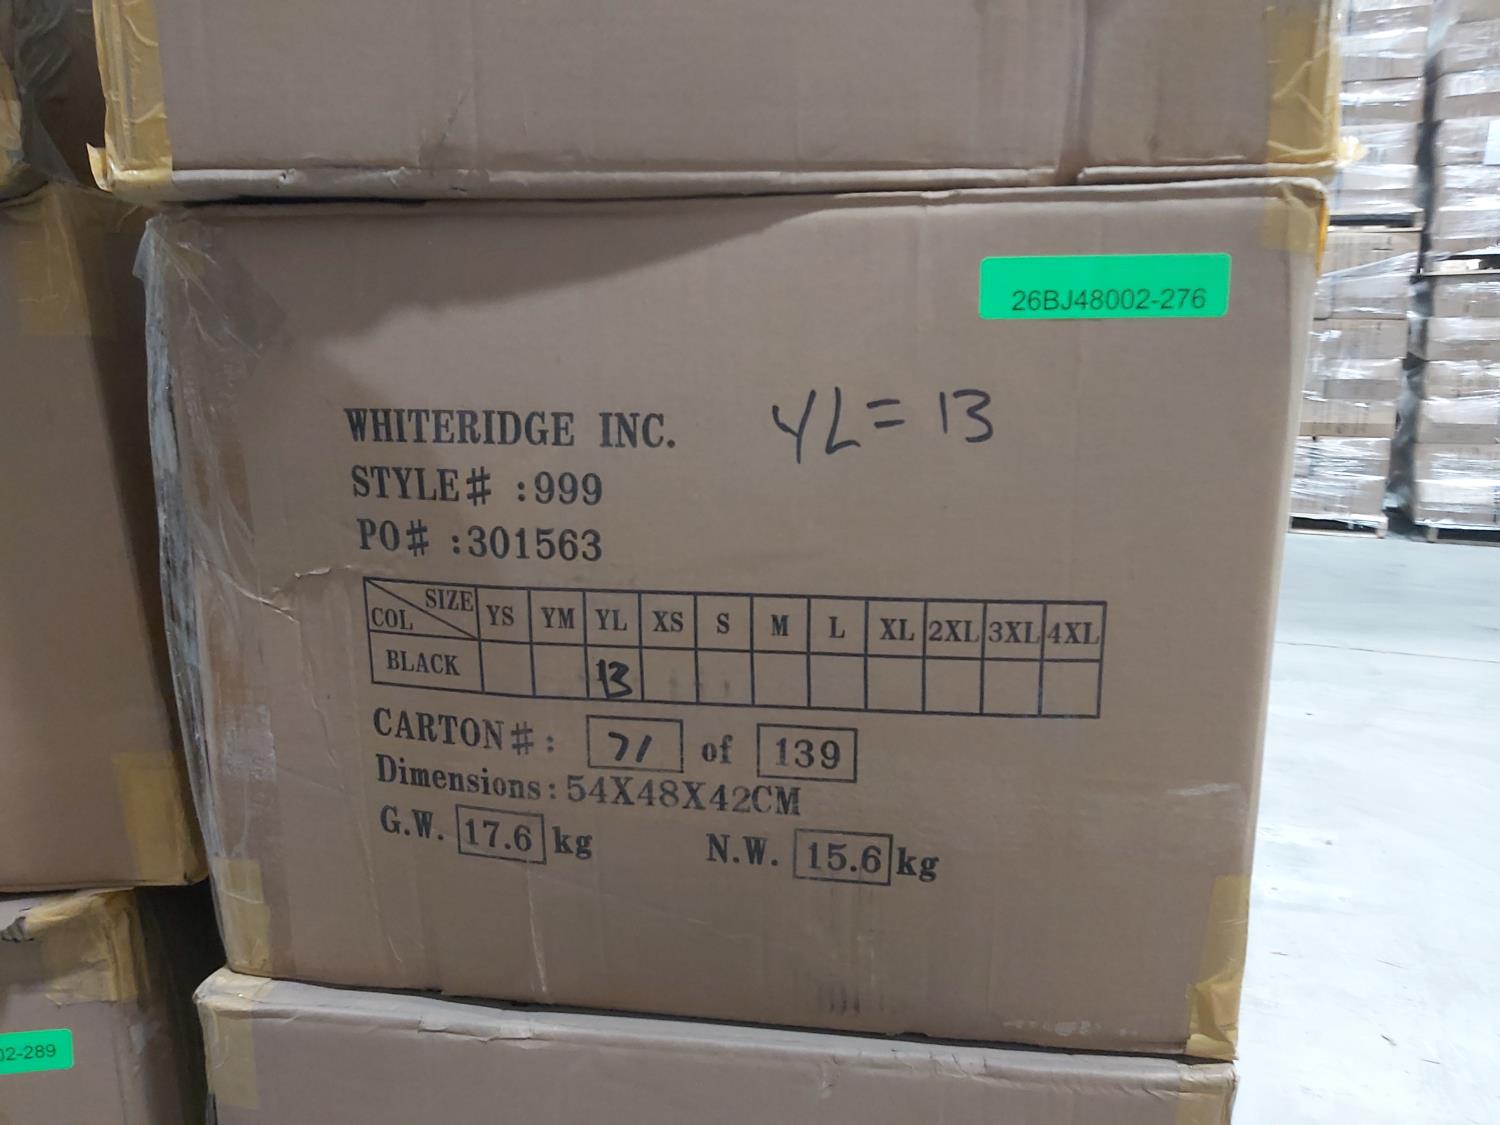 26BJ48002-276
YL = 13
WHITERIDGE INC.
STYLE# :999
PO# :301563
SIZE YS YM YL XS S M L XL 2XL 3XL 4XL
COL
BLACK 13
CARTON#: 71 of 139
Dimensions:54X48X42CM
G.W. 17.6 kg N.W. 15.6 kg
02-289